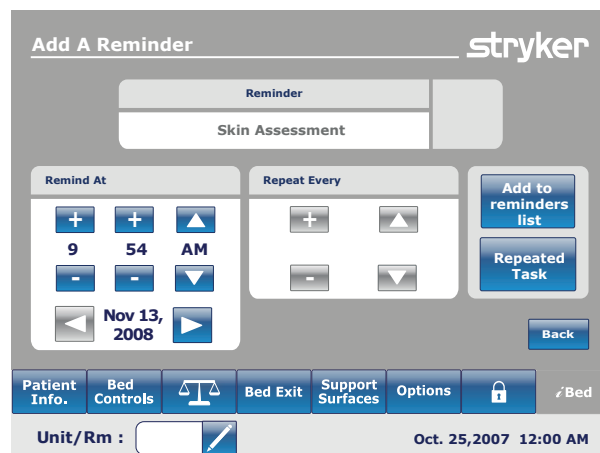 Add A Reminder
stryker
Reminder
Skin Assessment
Remind At
Repeat Every
+ + +
9 54 AM
- - -
Nov 13,
2008
Add to
reminders
list
Repeated
Task
Back
Patient
Info.
Bed
Controls
Bed Exit
Support
Surfaces
Options
iBed
Unit/Rm :
Oct. 25,2007 12:00 AM